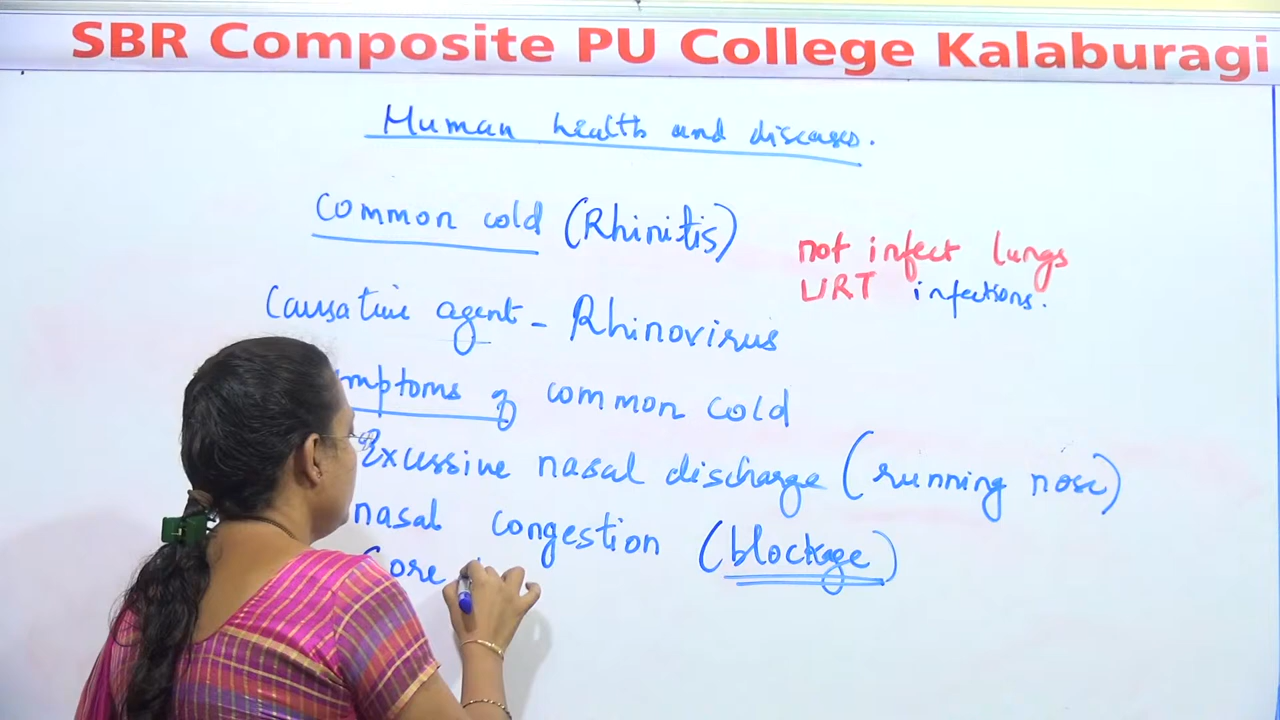 SBR Composite PU College Kalaburagi
Human health and diseases.
Common cold (Rhinitis)
not infect lungs
URT infections.
Causative agent - Rhinovirus
mptoms of common cold
Excessive nasal discharge (running nose)
nasal congestion (blockage)
ore